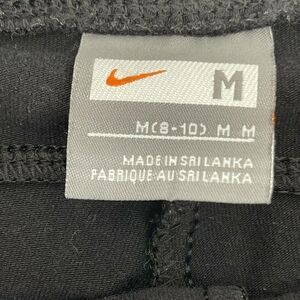 M
M(8-10) M M
MADE IN SRI LANKA
FABRIQUE AU SRI LANKA